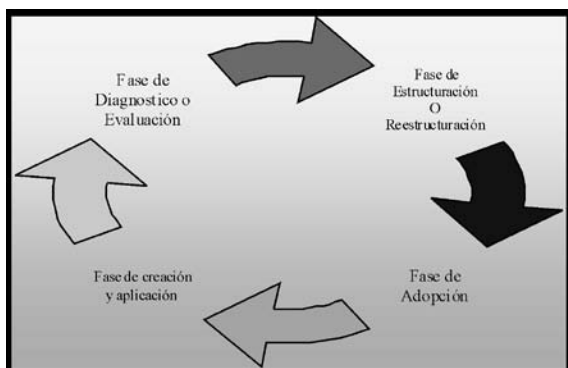 Fase de
Diagnostico o
Evaluación
Fase de
Estructuración
O
Reestructuración
Fase de creación
y aplicación
Fase de
Adopción